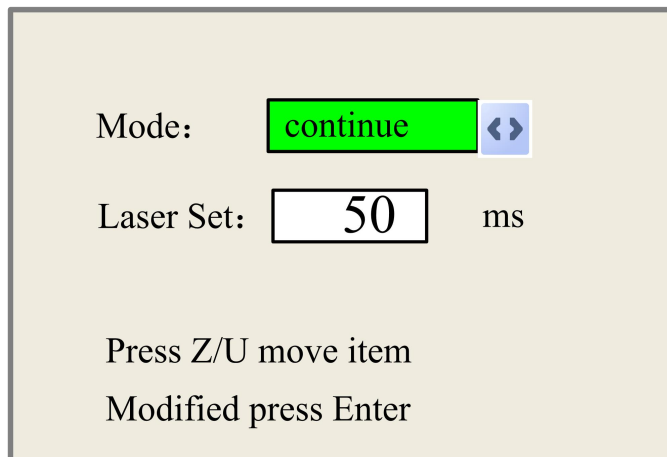 Mode： continue
Laser Set： 50 ms
Press Z/U move item
Modified press Enter